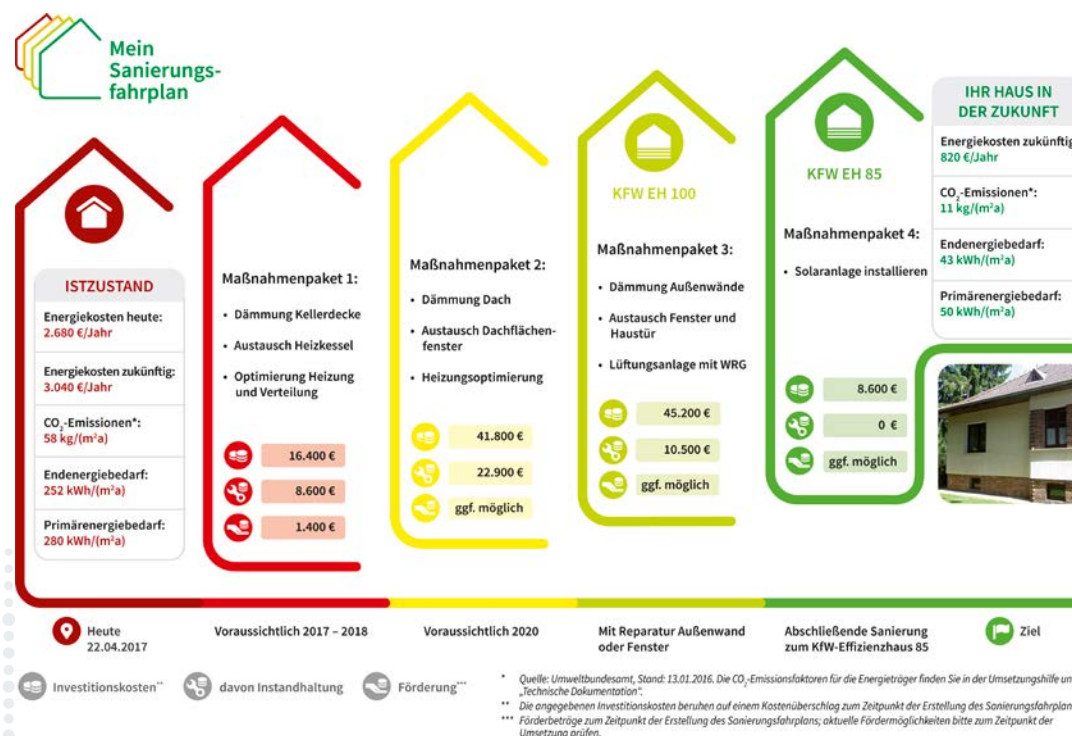 Mein
Sanierungs-
fahrplan
ISTZUSTAND
Energiekosten heute:
2.680 €/Jahr
Energiekosten zukünftig:
3.040 €/Jahr
CO₂-Emissionen*:
58 kg/(m²a)
Endenergiebedarf:
252 kWh/(m²a)
Primärenergiebedarf:
280 kWh/(m²a)
Maßnahmenpaket 1:
• Dämmung Kellerdecke
• Austausch Heizkessel
• Optimierung Heizung
und Verteilung
16.400 €
8.600 €
1.400 €
Maßnahmenpaket 2:
• Dämmung Dach
• Austausch Dachflächen-
fenster
• Heizungsoptimierung
41.800 €
22.900 €
ggf. möglich
KFW EH 100
Maßnahmenpaket 3:
• Dämmung Außenwände
• Austausch Fenster und
Haustür
• Lüftungsanlage mit WRG
45.200 €
10.500 €
ggf. möglich
KFW EH 85
Maßnahmenpaket 4:
• Solaranlage installieren
8.600 €
0 €
ggf. möglich
IHR HAUS IN
DER ZUKUNFT
Energiekosten zukünftig
820 €/Jahr
CO₂-Emissionen*:
11 kg/(m²a)
Endenergiebedarf:
43 kWh/(m²a)
Primärenergiebedarf:
50 kWh/(m²a)
Heute
22.04.2017
Voraussichtlich 2017 – 2018
Voraussichtlich 2020
Mit Reparatur Außenwand
oder Fenster
Abschließende Sanierung
zum KfW-Effizienzhaus 85
Ziel
Investitionskosten**
davon Instandhaltung
Förderung***
* Quelle: Umweltbundesamt, Stand: 13.01.2016. Die CO₂-Emissionsfaktoren für die Energieträger finden Sie in der Umsetzungshilfe un
„Technische Dokumentation".
** Die angegebenen Investitionskosten beruhen auf einem Kostenüberschlag zum Zeitpunkt der Erstellung des Sanierungsfahrplan
*** Förderbeträge zum Zeitpunkt der Erstellung des Sanierungsfahrplans; aktuelle Fördermöglichkeiten bitte zum Zeitpunkt der
Umsetzung prüfen.